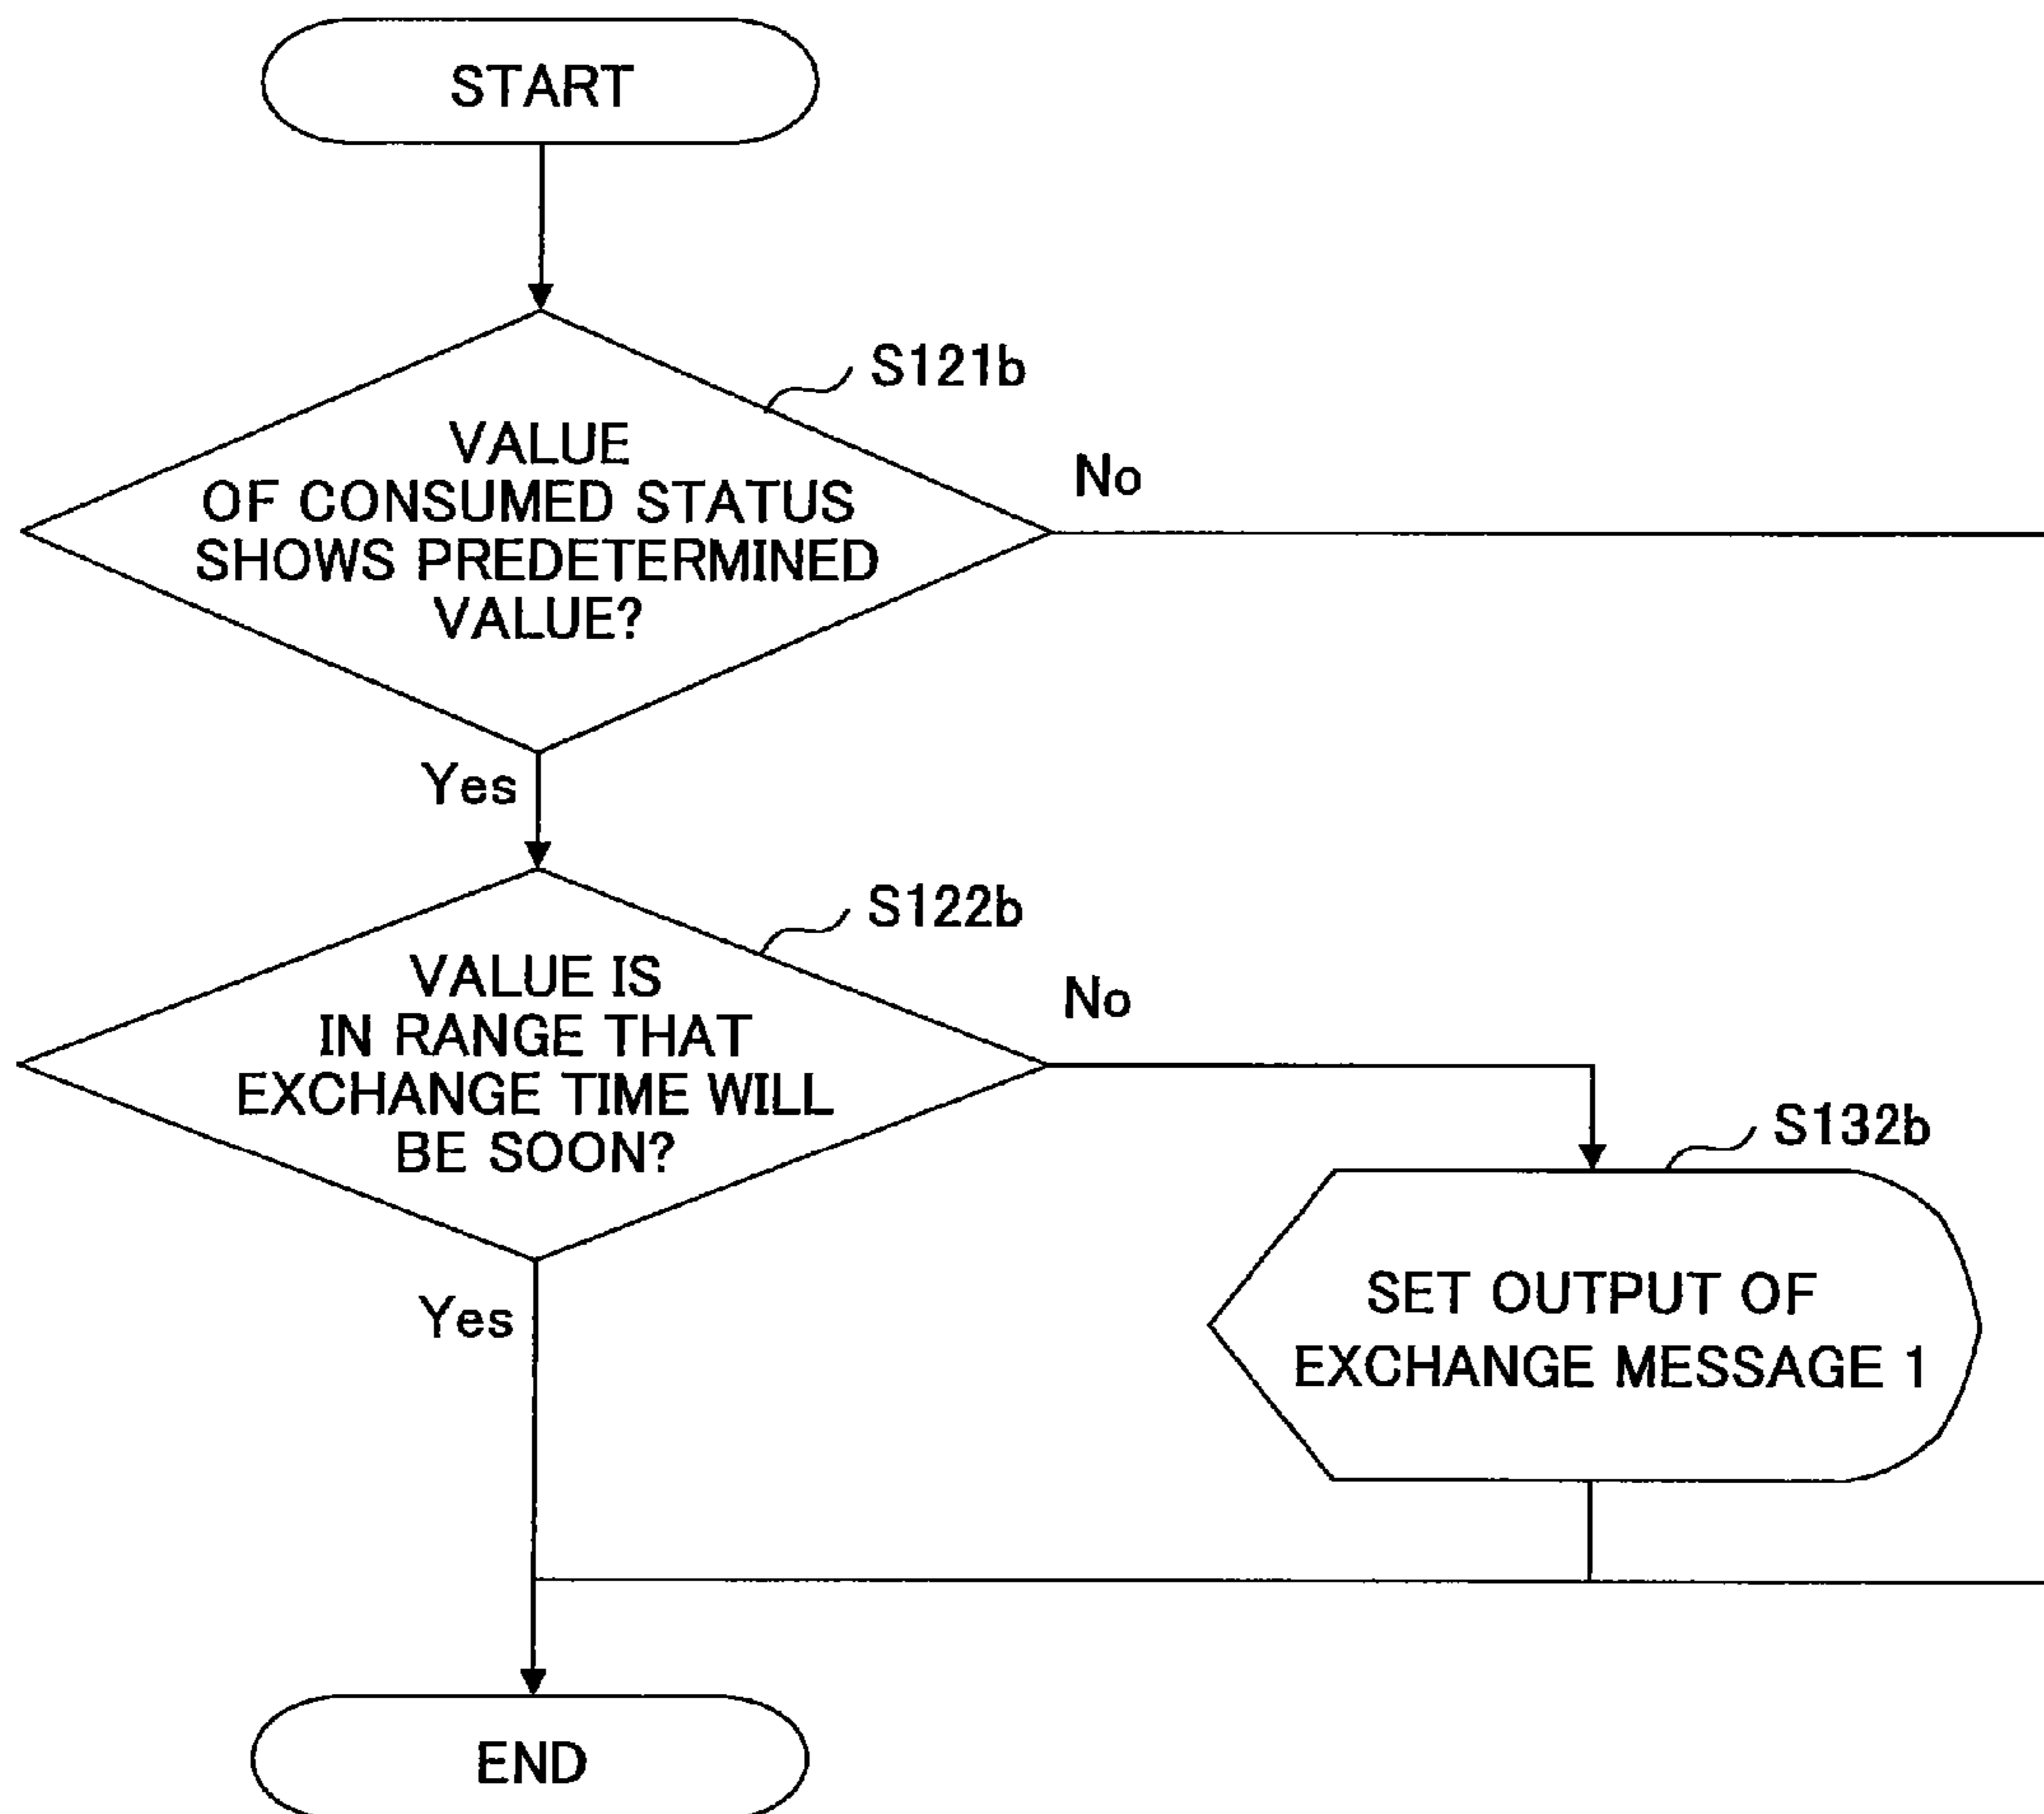 START
S121b
VALUE
OF CONSUMED STATUS
SHOWS PREDETERMINED
VALUE?
No
Yes
S122b
VALUE IS
IN RANGE THAT
EXCHANGE TIME WILL
BE SOON?
No
Yes
S132b
SET OUTPUT OF
EXCHANGE MESSAGE 1
END